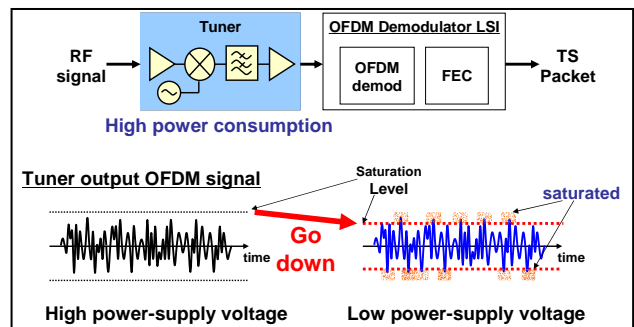 Tuner
OFDM Demodulator LSI
RF
signal
OFDM
demod
FEC
TS
Packet
High power consumption
Tuner output OFDM signal
Saturation
Level
saturated
Go
down
time
time
High power-supply voltage
Low power-supply voltage